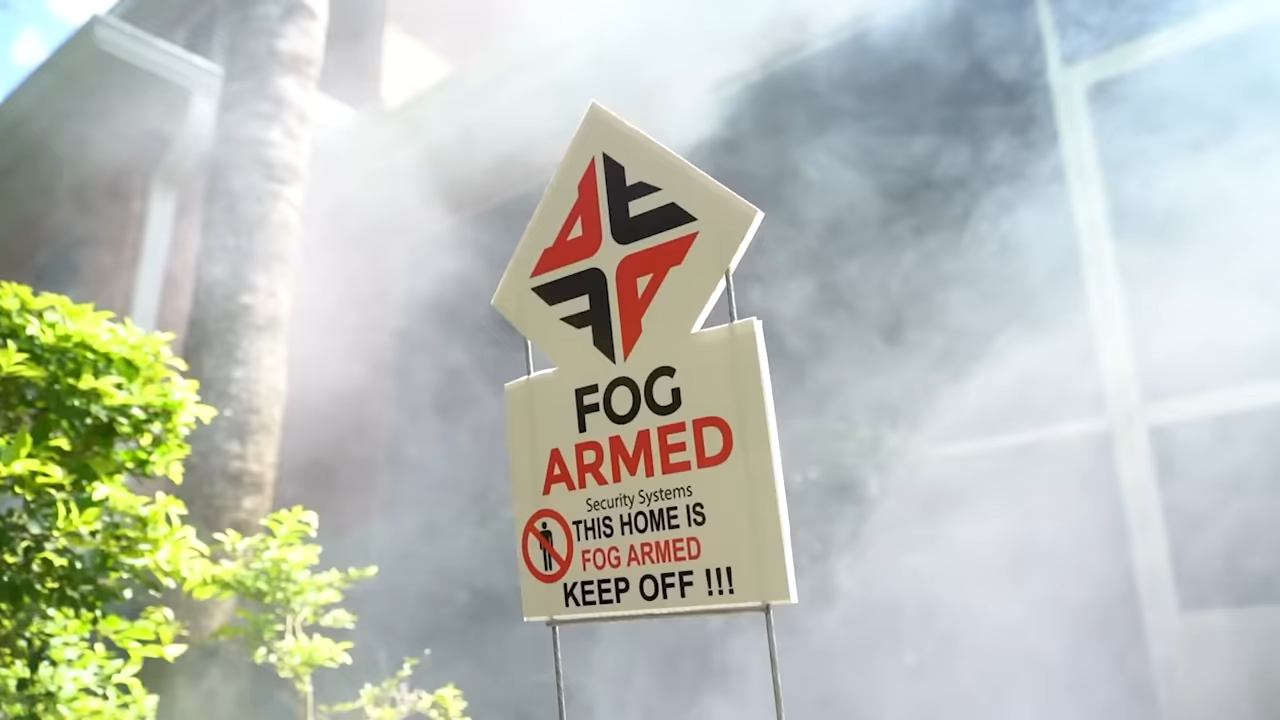 FOG
ARMED
Security Systems
THIS HOME IS
FOG ARMED
KEEP OFF !!!